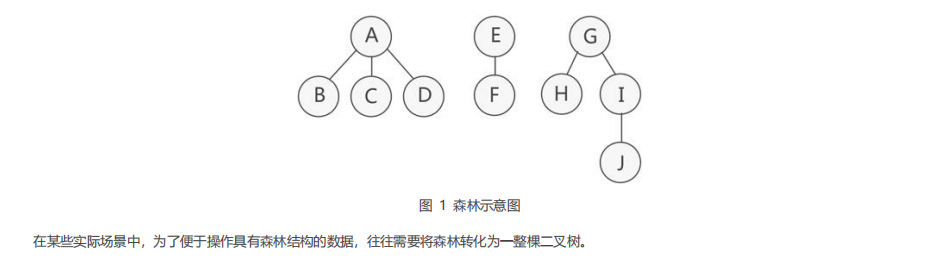 A E G
B C D F H I
J
图 1 森林示意图
在某些实际场景中，为了便于操作具有森林结构的数据，往往需要将森林转化为一整棵二叉树。